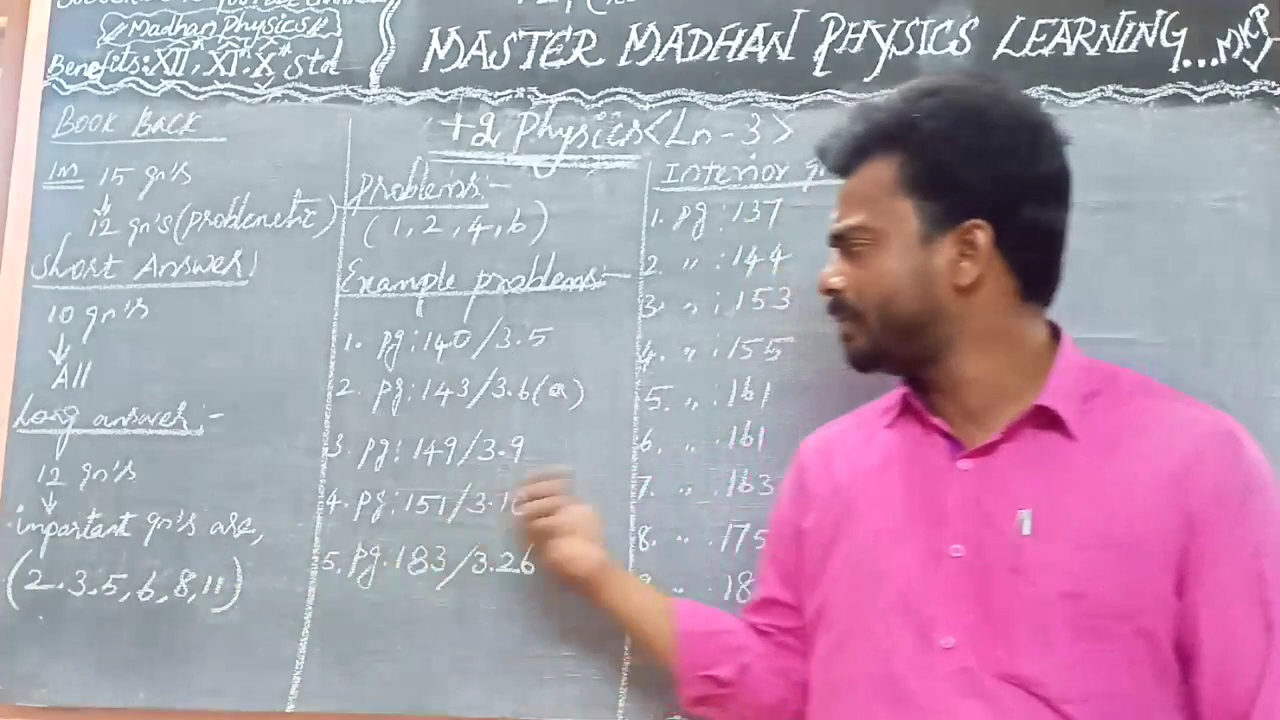 Madhan Physics
Benefits: XII, XI, X Std
MASTER MADHAN PHYSICS LEARNING...MKP
+2 Physics <Ln-3>
BOOK BACK
1m 15 qn's
12 qn's (problemetic)
Short Answer:
10 qn's
All
Long answer:-
12 qn's
important qn's are,
(2.3.5, 6, 8, 11)
Problems:-
(1, 2, 4, 6)
Example problems:-
1. pg: 140/3.5
2. pg: 143/3.6(a)
3. pg: 149/3.9
4. pg: 151/3.1
5. pg. 183/3.26
Interior
1. pg: 137
2. " : 144
3. " : 153
4. " : 155
5. " : 161
6. " 161
7. " : 163
8. " : 175
9. " : 18